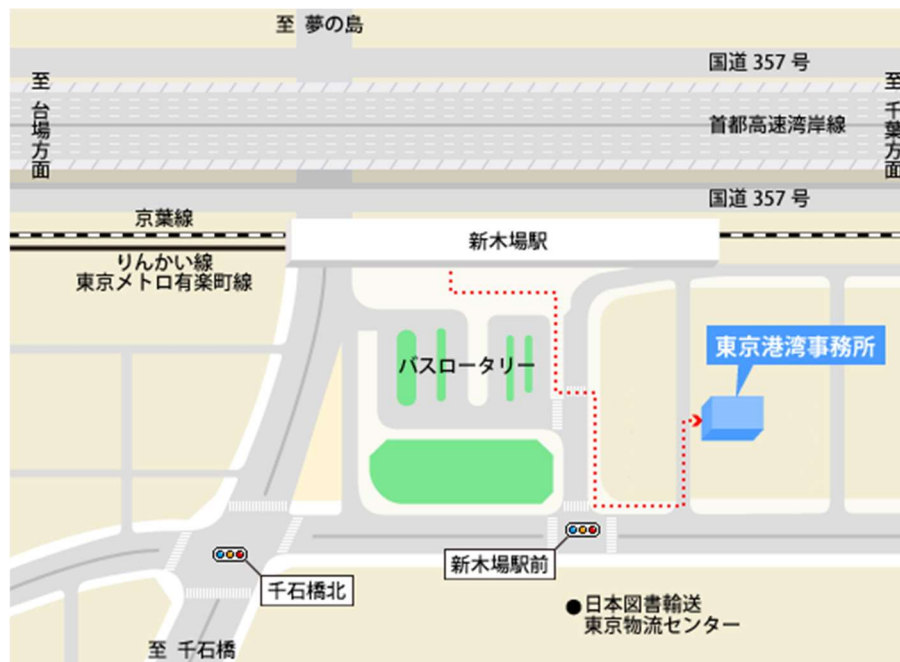 至 夢の島
国道 357 号
至 台場方面
至 千葉方面
首都高速湾岸線
国道 357 号
京葉線
新木場駅
りんかい線
東京メトロ有楽町線
東京港湾事務所
バスロータリー
新木場駅前
千石橋北
日本図書輸送
東京物流センター
至 千石橋